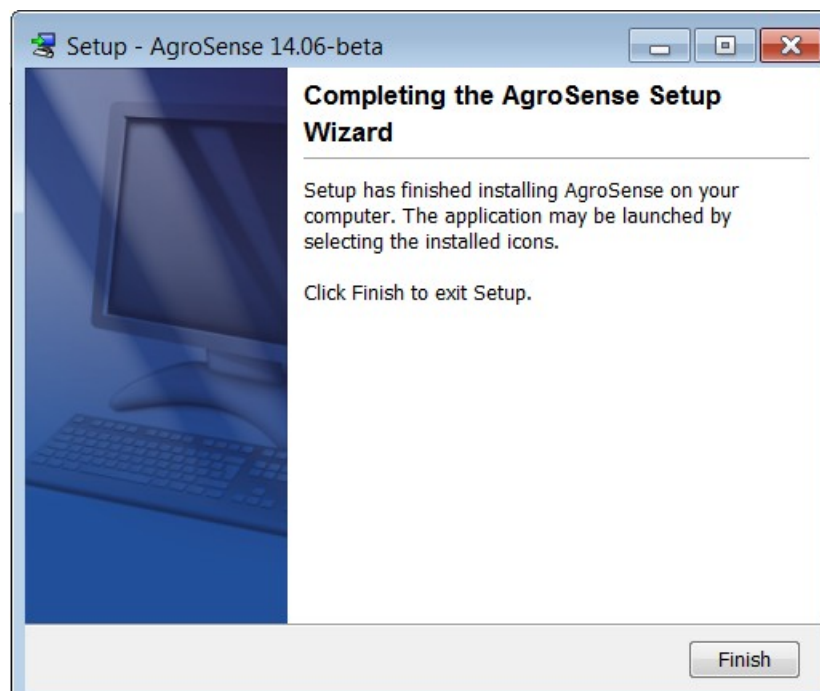 Setup - AgroSense 14.06-beta
Completing the AgroSense Setup
Wizard
Setup has finished installing AgroSense on your
computer. The application may be launched by
selecting the installed icons.
Click Finish to exit Setup.
Finish